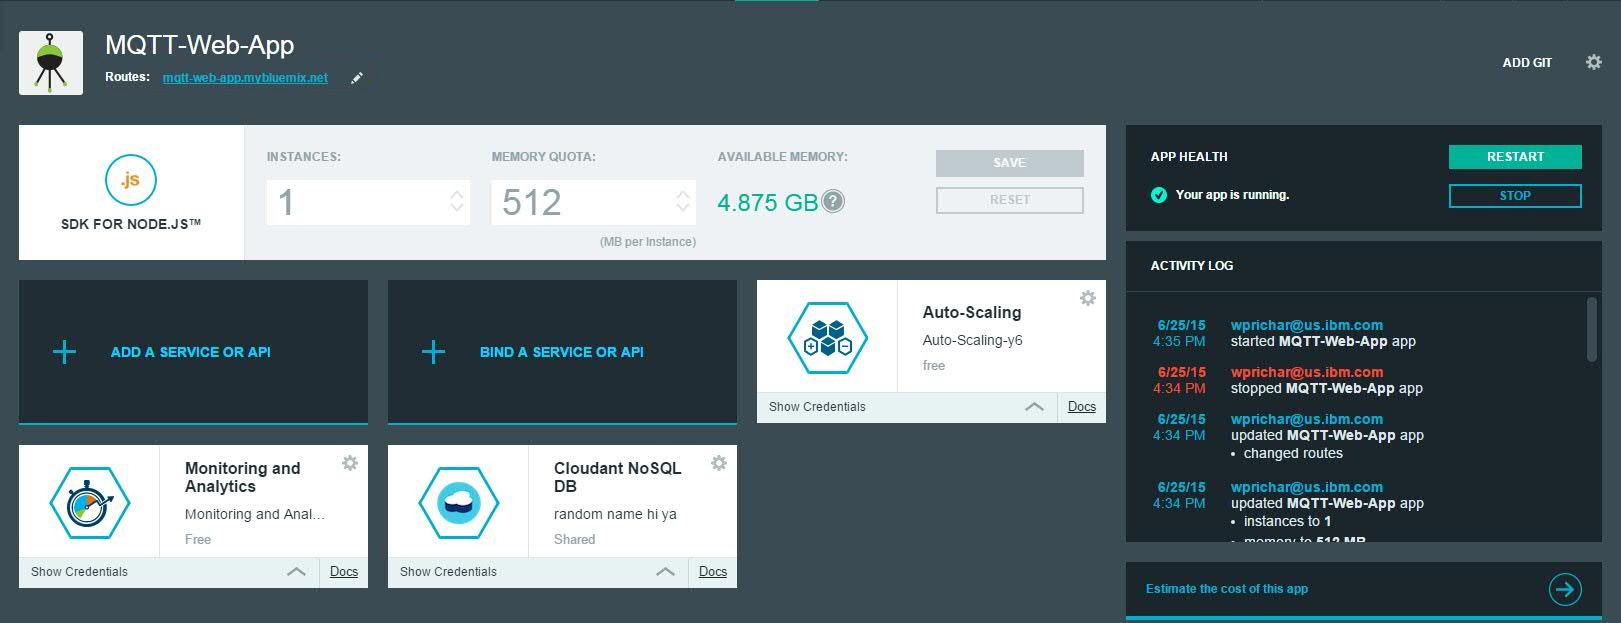 MQTT-Web-App
Routes: mqtt-web-app.mybluemix.net
ADD GIT
.js
SDK FOR NODE.JS™
INSTANCES:
1
MEMORY QUOTA:
512
(MB per Instance)
AVAILABLE MEMORY:
4.875 GB ?
SAVE
RESET
APP HEALTH
RESTART
Your app is running.
STOP
ADD A SERVICE OR API
BIND A SERVICE OR API
Auto-Scaling
Auto-Scaling-y6
free
Show Credentials
Docs
Monitoring and
Analytics
Monitoring and Anal...
Free
Show Credentials
Docs
Cloudant NoSQL
DB
random name hi ya
Shared
Show Credentials
Docs
ACTIVITY LOG
6/25/15 wprichar@us.ibm.com
4:35 PM started MQTT-Web-App app
6/25/15 wprichar@us.ibm.com
4:34 PM stopped MQTT-Web-App app
6/25/15 wprichar@us.ibm.com
4:34 PM updated MQTT-Web-App app
• changed routes
6/25/15 wprichar@us.ibm.com
4:34 PM updated MQTT-Web-App app
• instances to 1
• memory to 512 MB
Estimate the cost of this app